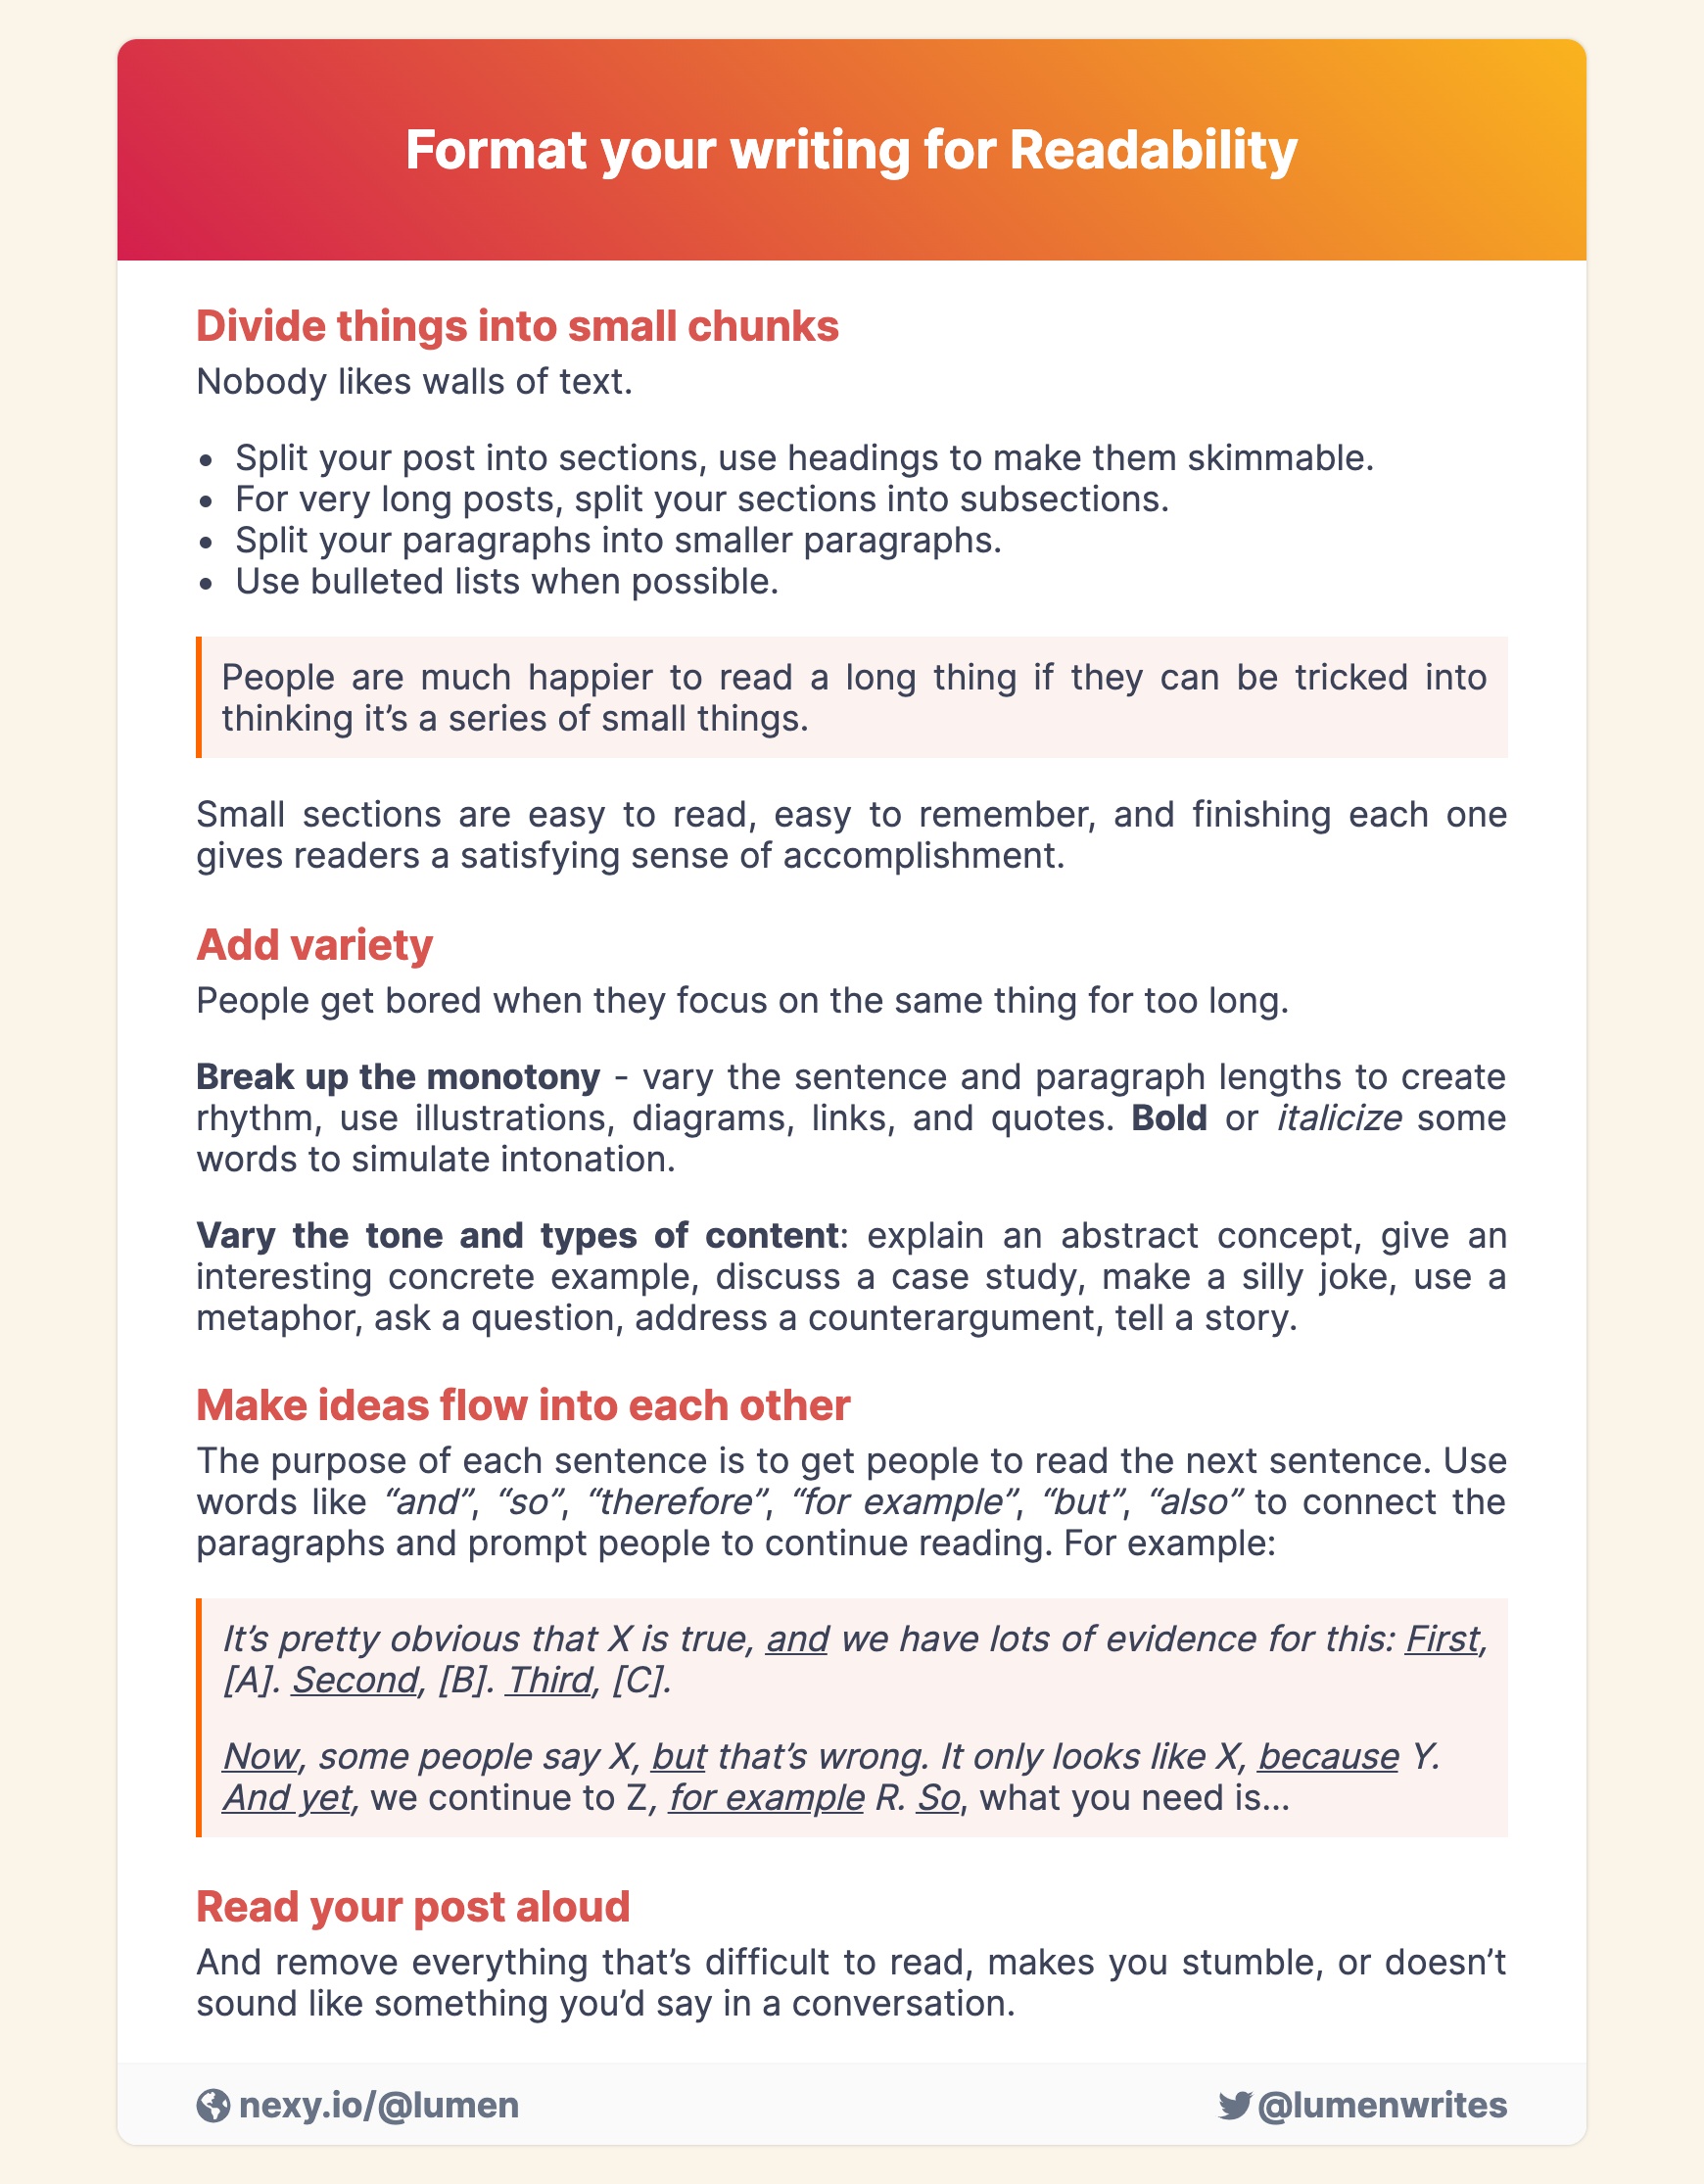 Format your writing for Readability
Divide things into small chunks
Nobody likes walls of text.
• Split your post into sections, use headings to make them skimmable.
• For very long posts, split your sections into subsections.
• Split your paragraphs into smaller paragraphs.
• Use bulleted lists when possible.
People are much happier to read a long thing if they can be tricked into
thinking it’s a series of small things.
Small sections are easy to read, easy to remember, and finishing each one
gives readers a satisfying sense of accomplishment.
Add variety
People get bored when they focus on the same thing for too long.
Break up the monotony - vary the sentence and paragraph lengths to create
rhythm, use illustrations, diagrams, links, and quotes. Bold or italicize some
words to simulate intonation.
Vary the tone and types of content: explain an abstract concept, give an
interesting concrete example, discuss a case study, make a silly joke, use a
metaphor, ask a question, address a counterargument, tell a story.
Make ideas flow into each other
The purpose of each sentence is to get people to read the next sentence. Use
words like “and”, “so”, “therefore”, “for example”, “but”, “also” to connect the
paragraphs and prompt people to continue reading. For example:
It’s pretty obvious that X is true, and we have lots of evidence for this: First,
[A]. Second, [B]. Third, [C].
Now, some people say X, but that’s wrong. It only looks like X, because Y.
And yet, we continue to Z, for example R. So, what you need is...
Read your post aloud
And remove everything that’s difficult to read, makes you stumble, or doesn’t
sound like something you’d say in a conversation.
nexy.io/@lumen
@lumenwrites